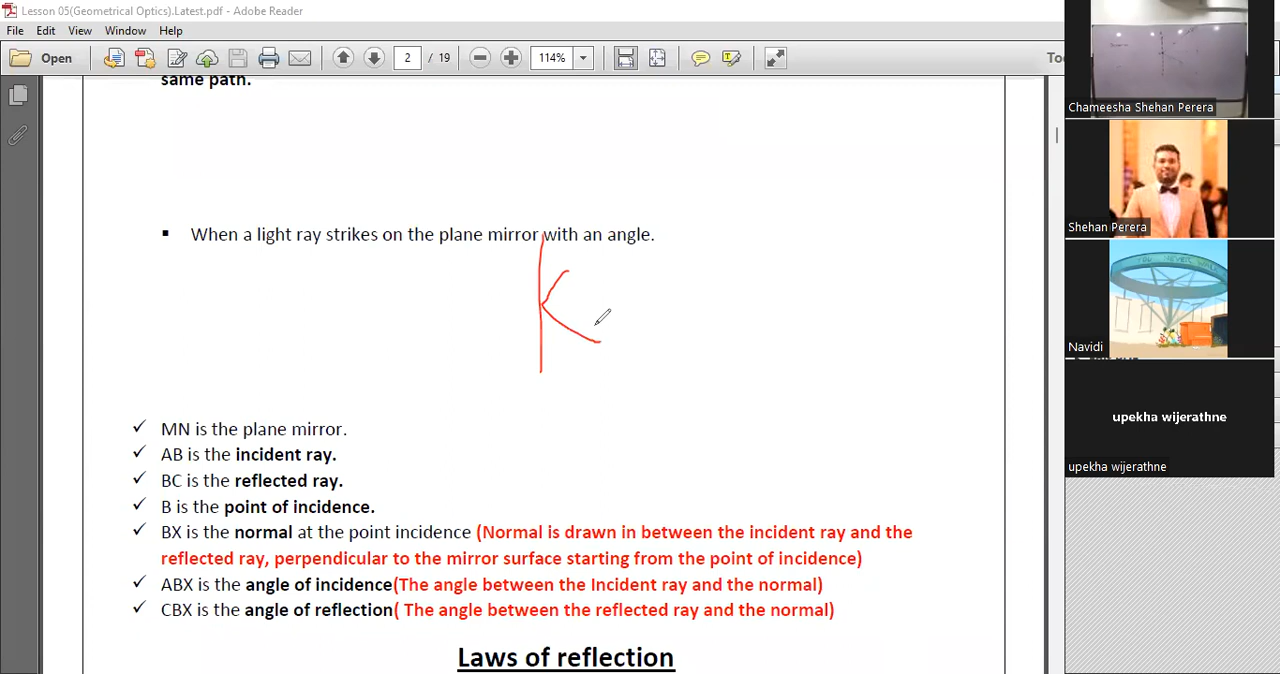 Lesson 05(Geometrical Optics).Latest.pdf - Adobe Reader
File Edit View Window Help
Open 2 / 19 114%
same path.
▪ When a light ray strikes on the plane mirror with an angle.
✓ MN is the plane mirror.
✓ AB is the incident ray.
✓ BC is the reflected ray.
✓ B is the point of incidence.
✓ BX is the normal at the point incidence (Normal is drawn in between the incident ray and the
reflected ray, perpendicular to the mirror surface starting from the point of incidence)
✓ ABX is the angle of incidence(The angle between the Incident ray and the normal)
✓ CBX is the angle of reflection( The angle between the reflected ray and the normal)
Laws of reflection
Chameesha Shehan Perera
Shehan Perera
Navidi
upekha wijerathne
upekha wijerathne